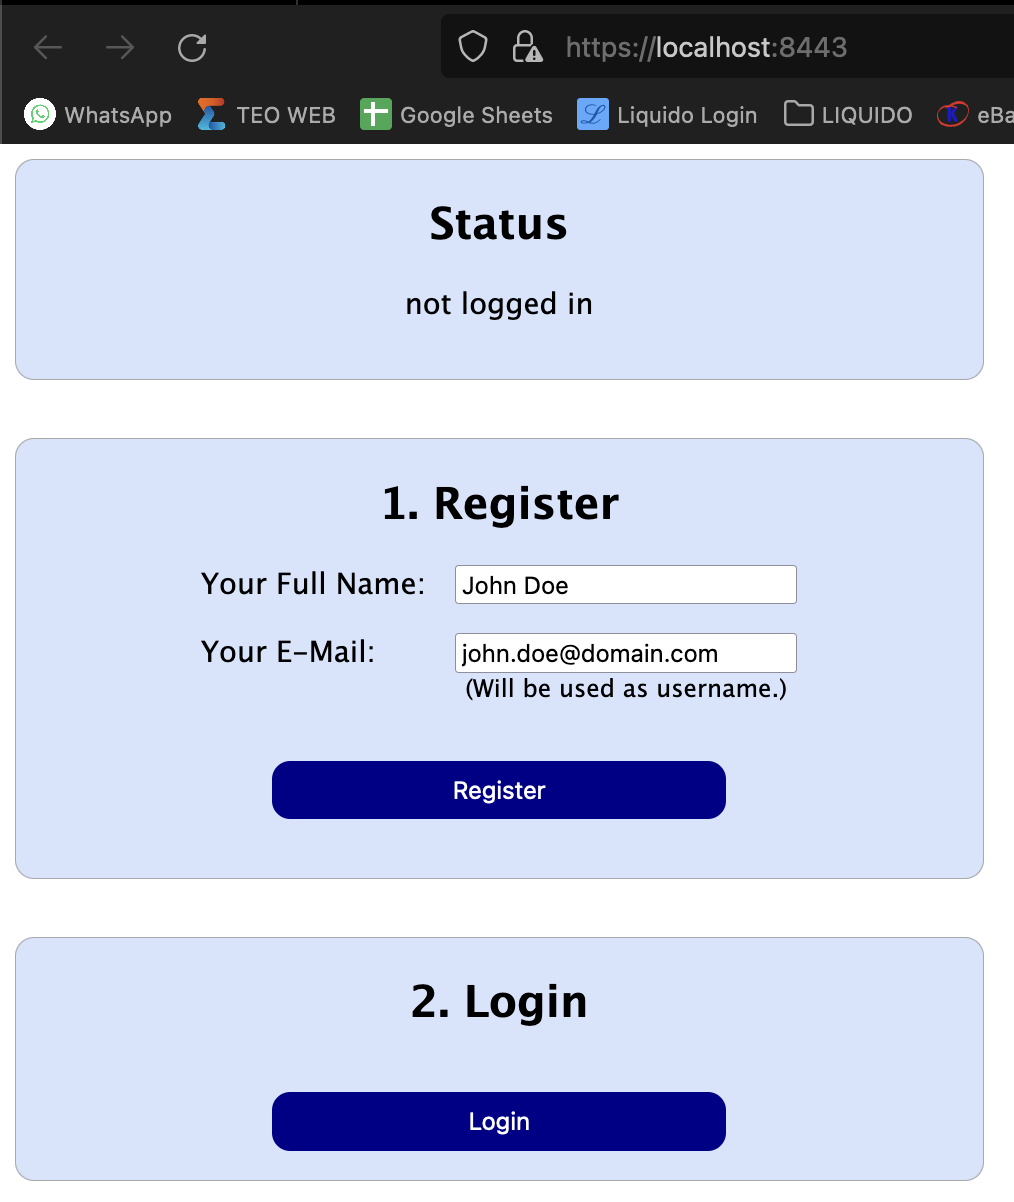 https://localhost:8443
WhatsApp TEO WEB Google Sheets Liquido Login LIQUIDO eBa
Status
not logged in
1. Register
Your Full Name: John Doe
Your E-Mail: john.doe@domain.com
(Will be used as username.)
Register
2. Login
Login